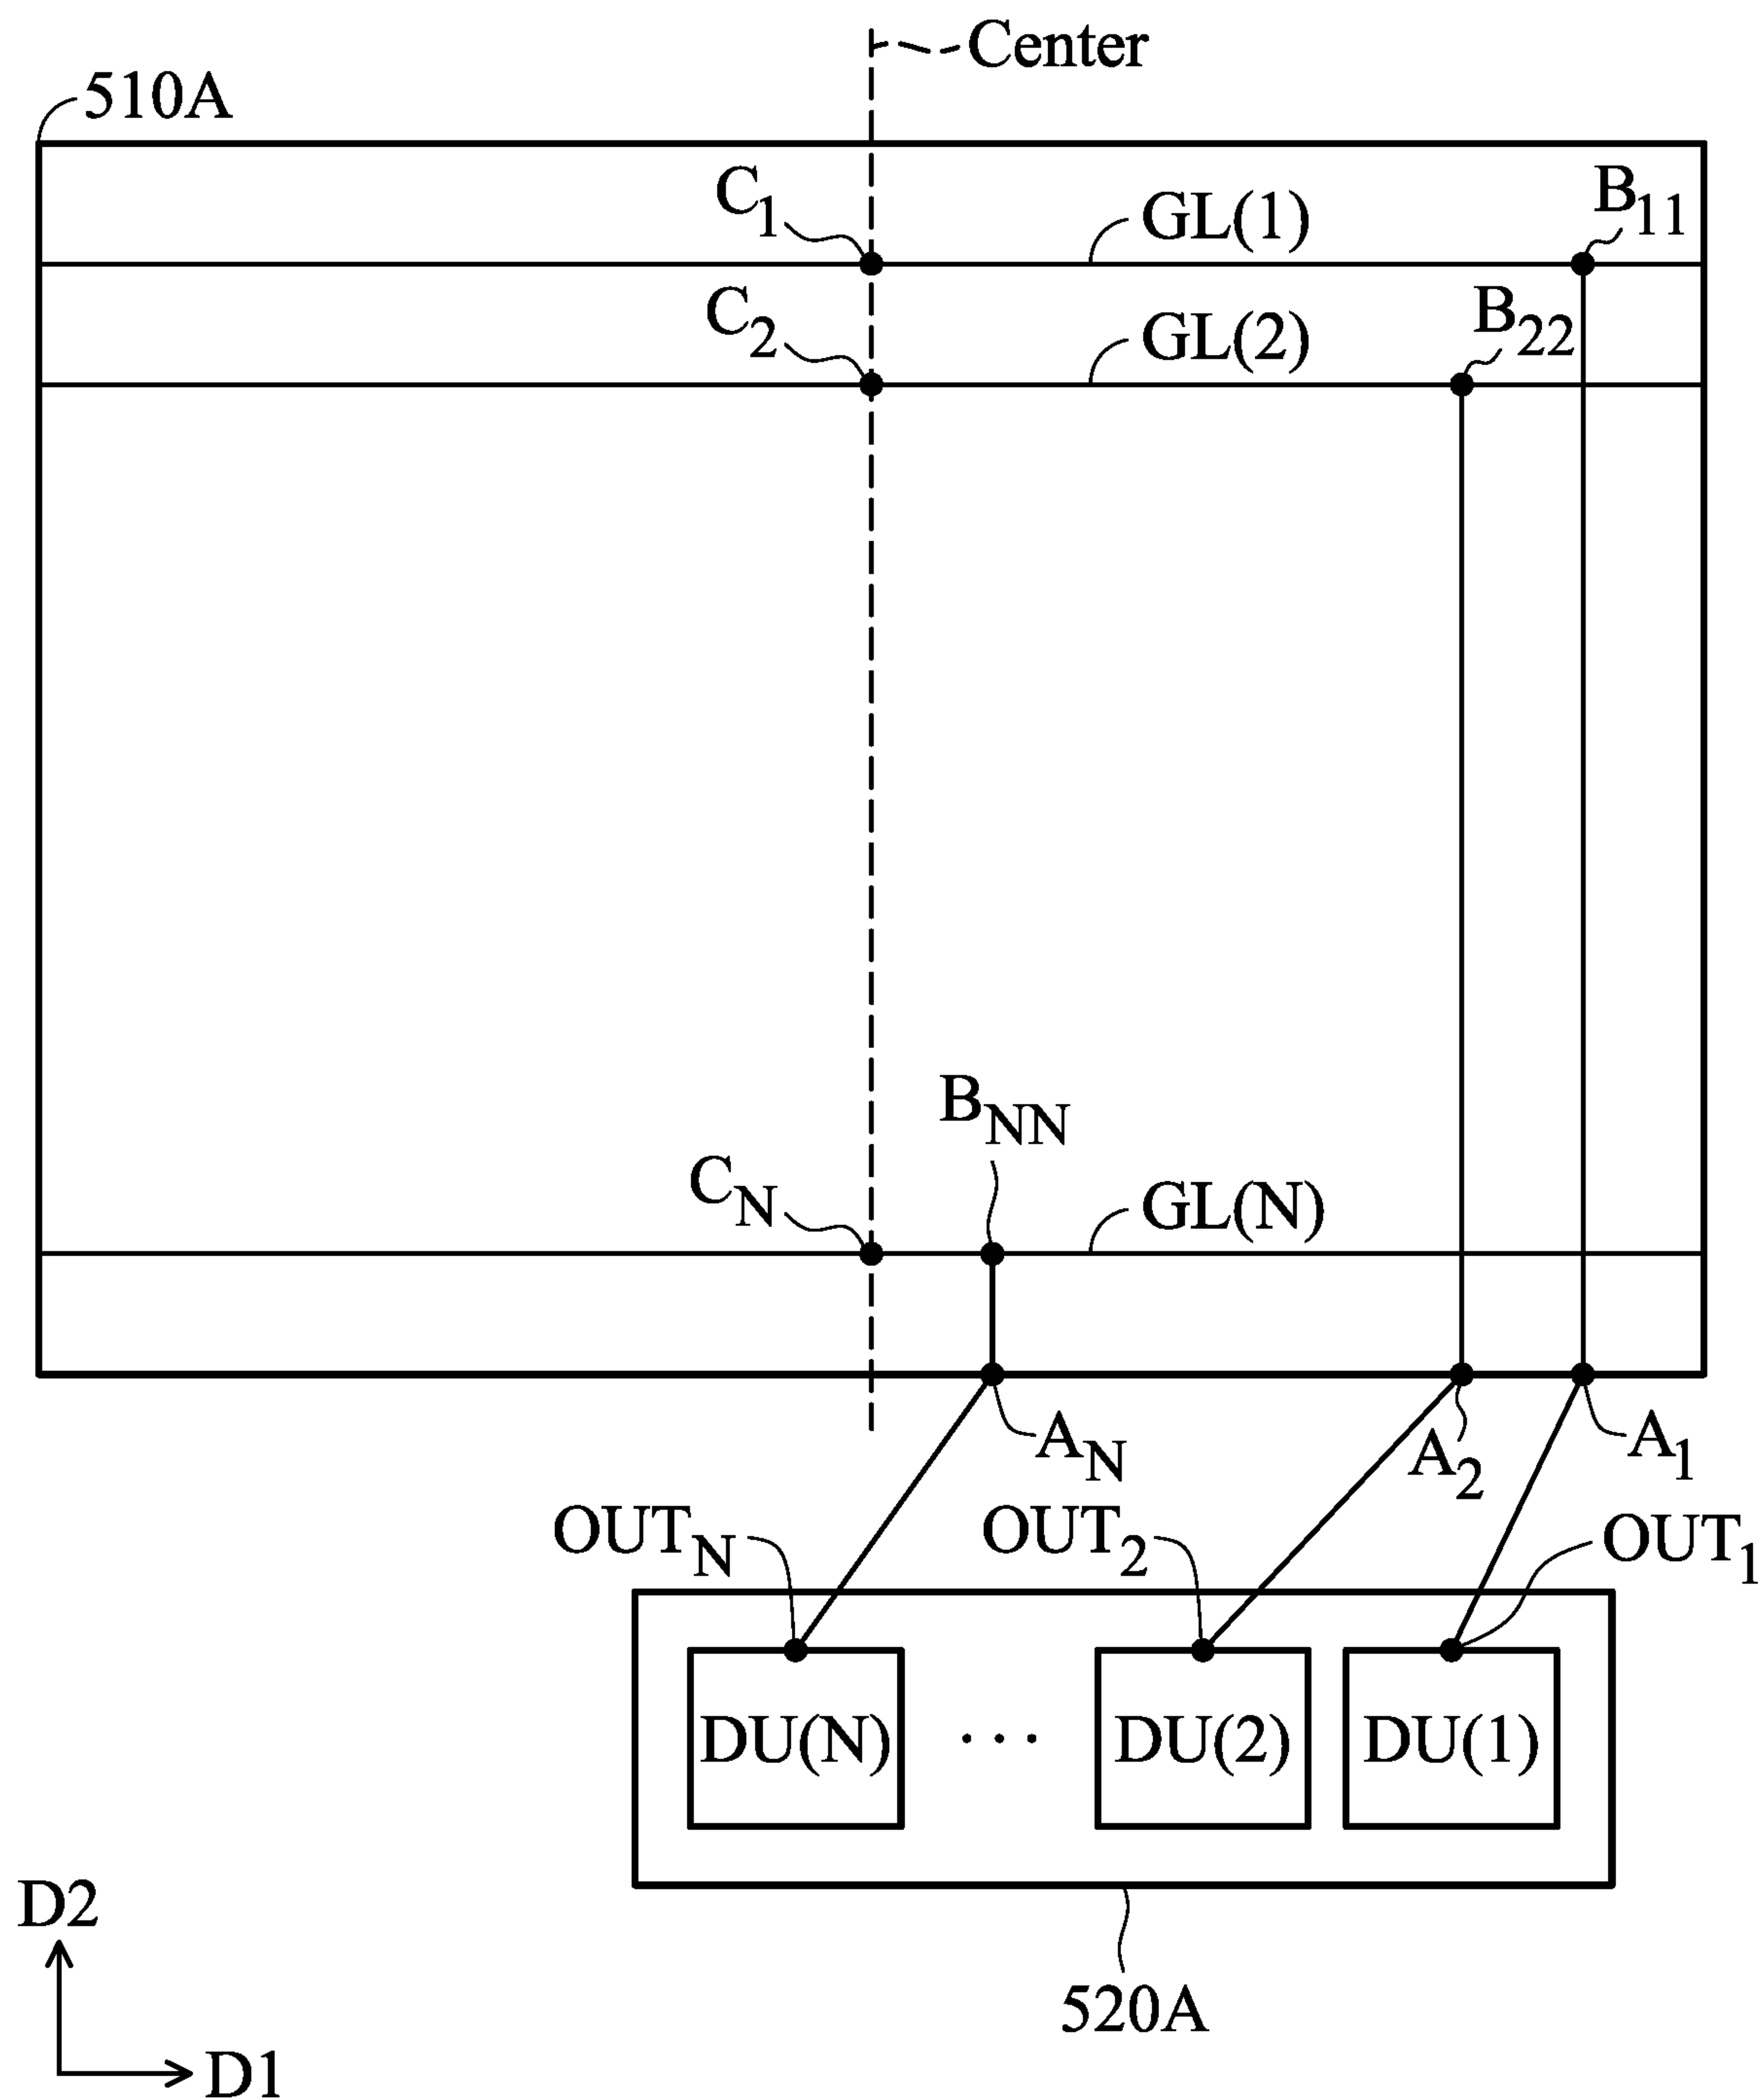 Center
510A
C1
GL(1)
B11
C2
GL(2)
B22
BNN
CN
GL(N)
AN
A2
A1
OUTN
OUT2
OUT1
DU(N)
...
DU(2)
DU(1)
D2
520A
D1